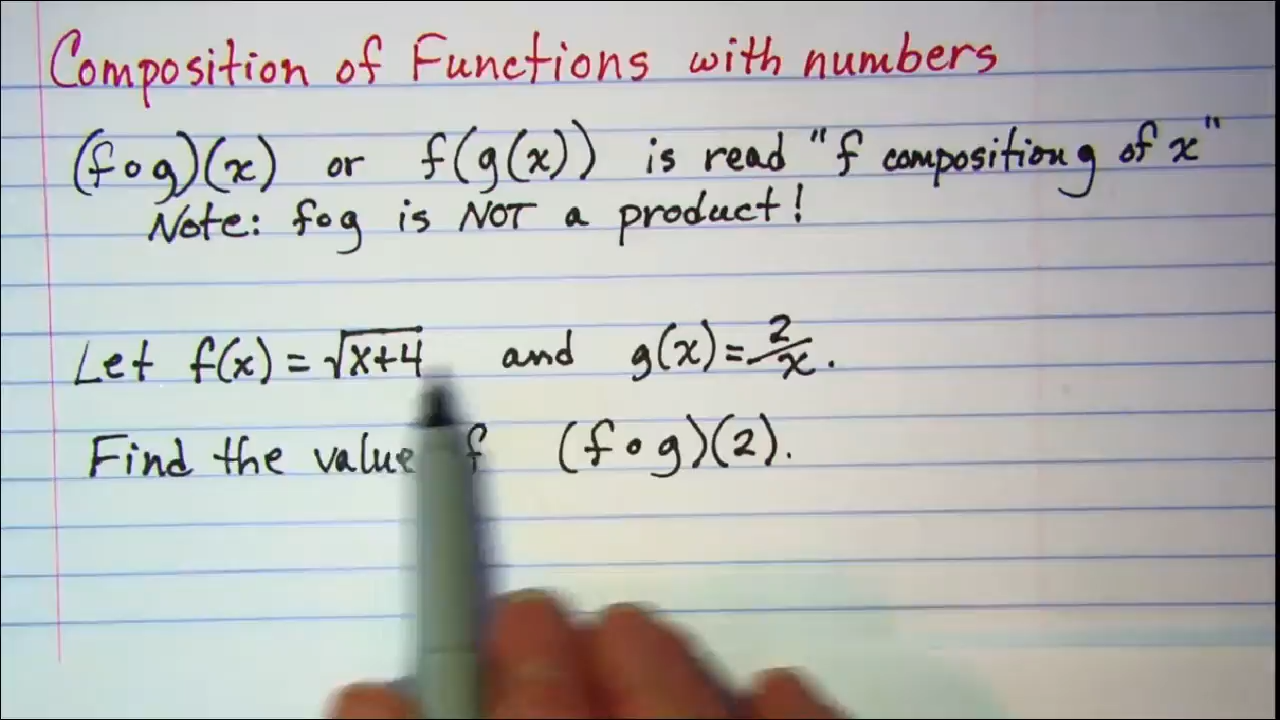 Composition of Functions with numbers
(f∘g)(x) or f(g(x)) is read "f composition g of x"
Note: f∘g is NOT a product!
Let f(x) = √(x+4) and g(x) = 2/x.
Find the value f (f∘g)(2).